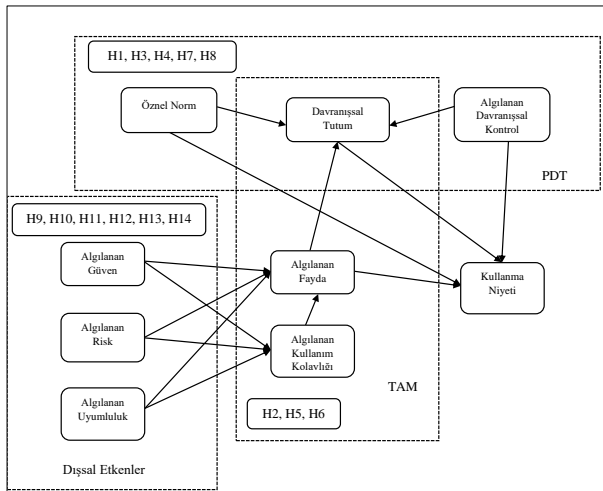 H1, H3, H4, H7, H8
Öznel Norm
Davranışsal
Tutum
Algılanan
Davranışsal
Kontrol
PDT
H9, H10, H11, H12, H13, H14
Algılanan
Güven
Algılanan
Fayda
Kullanma
Niyeti
Algılanan
Risk
Algılanan
Kullanım
Kolavlığı
TAM
Algılanan
Uyumluluk
H2, H5, H6
Dışsal Etkenler